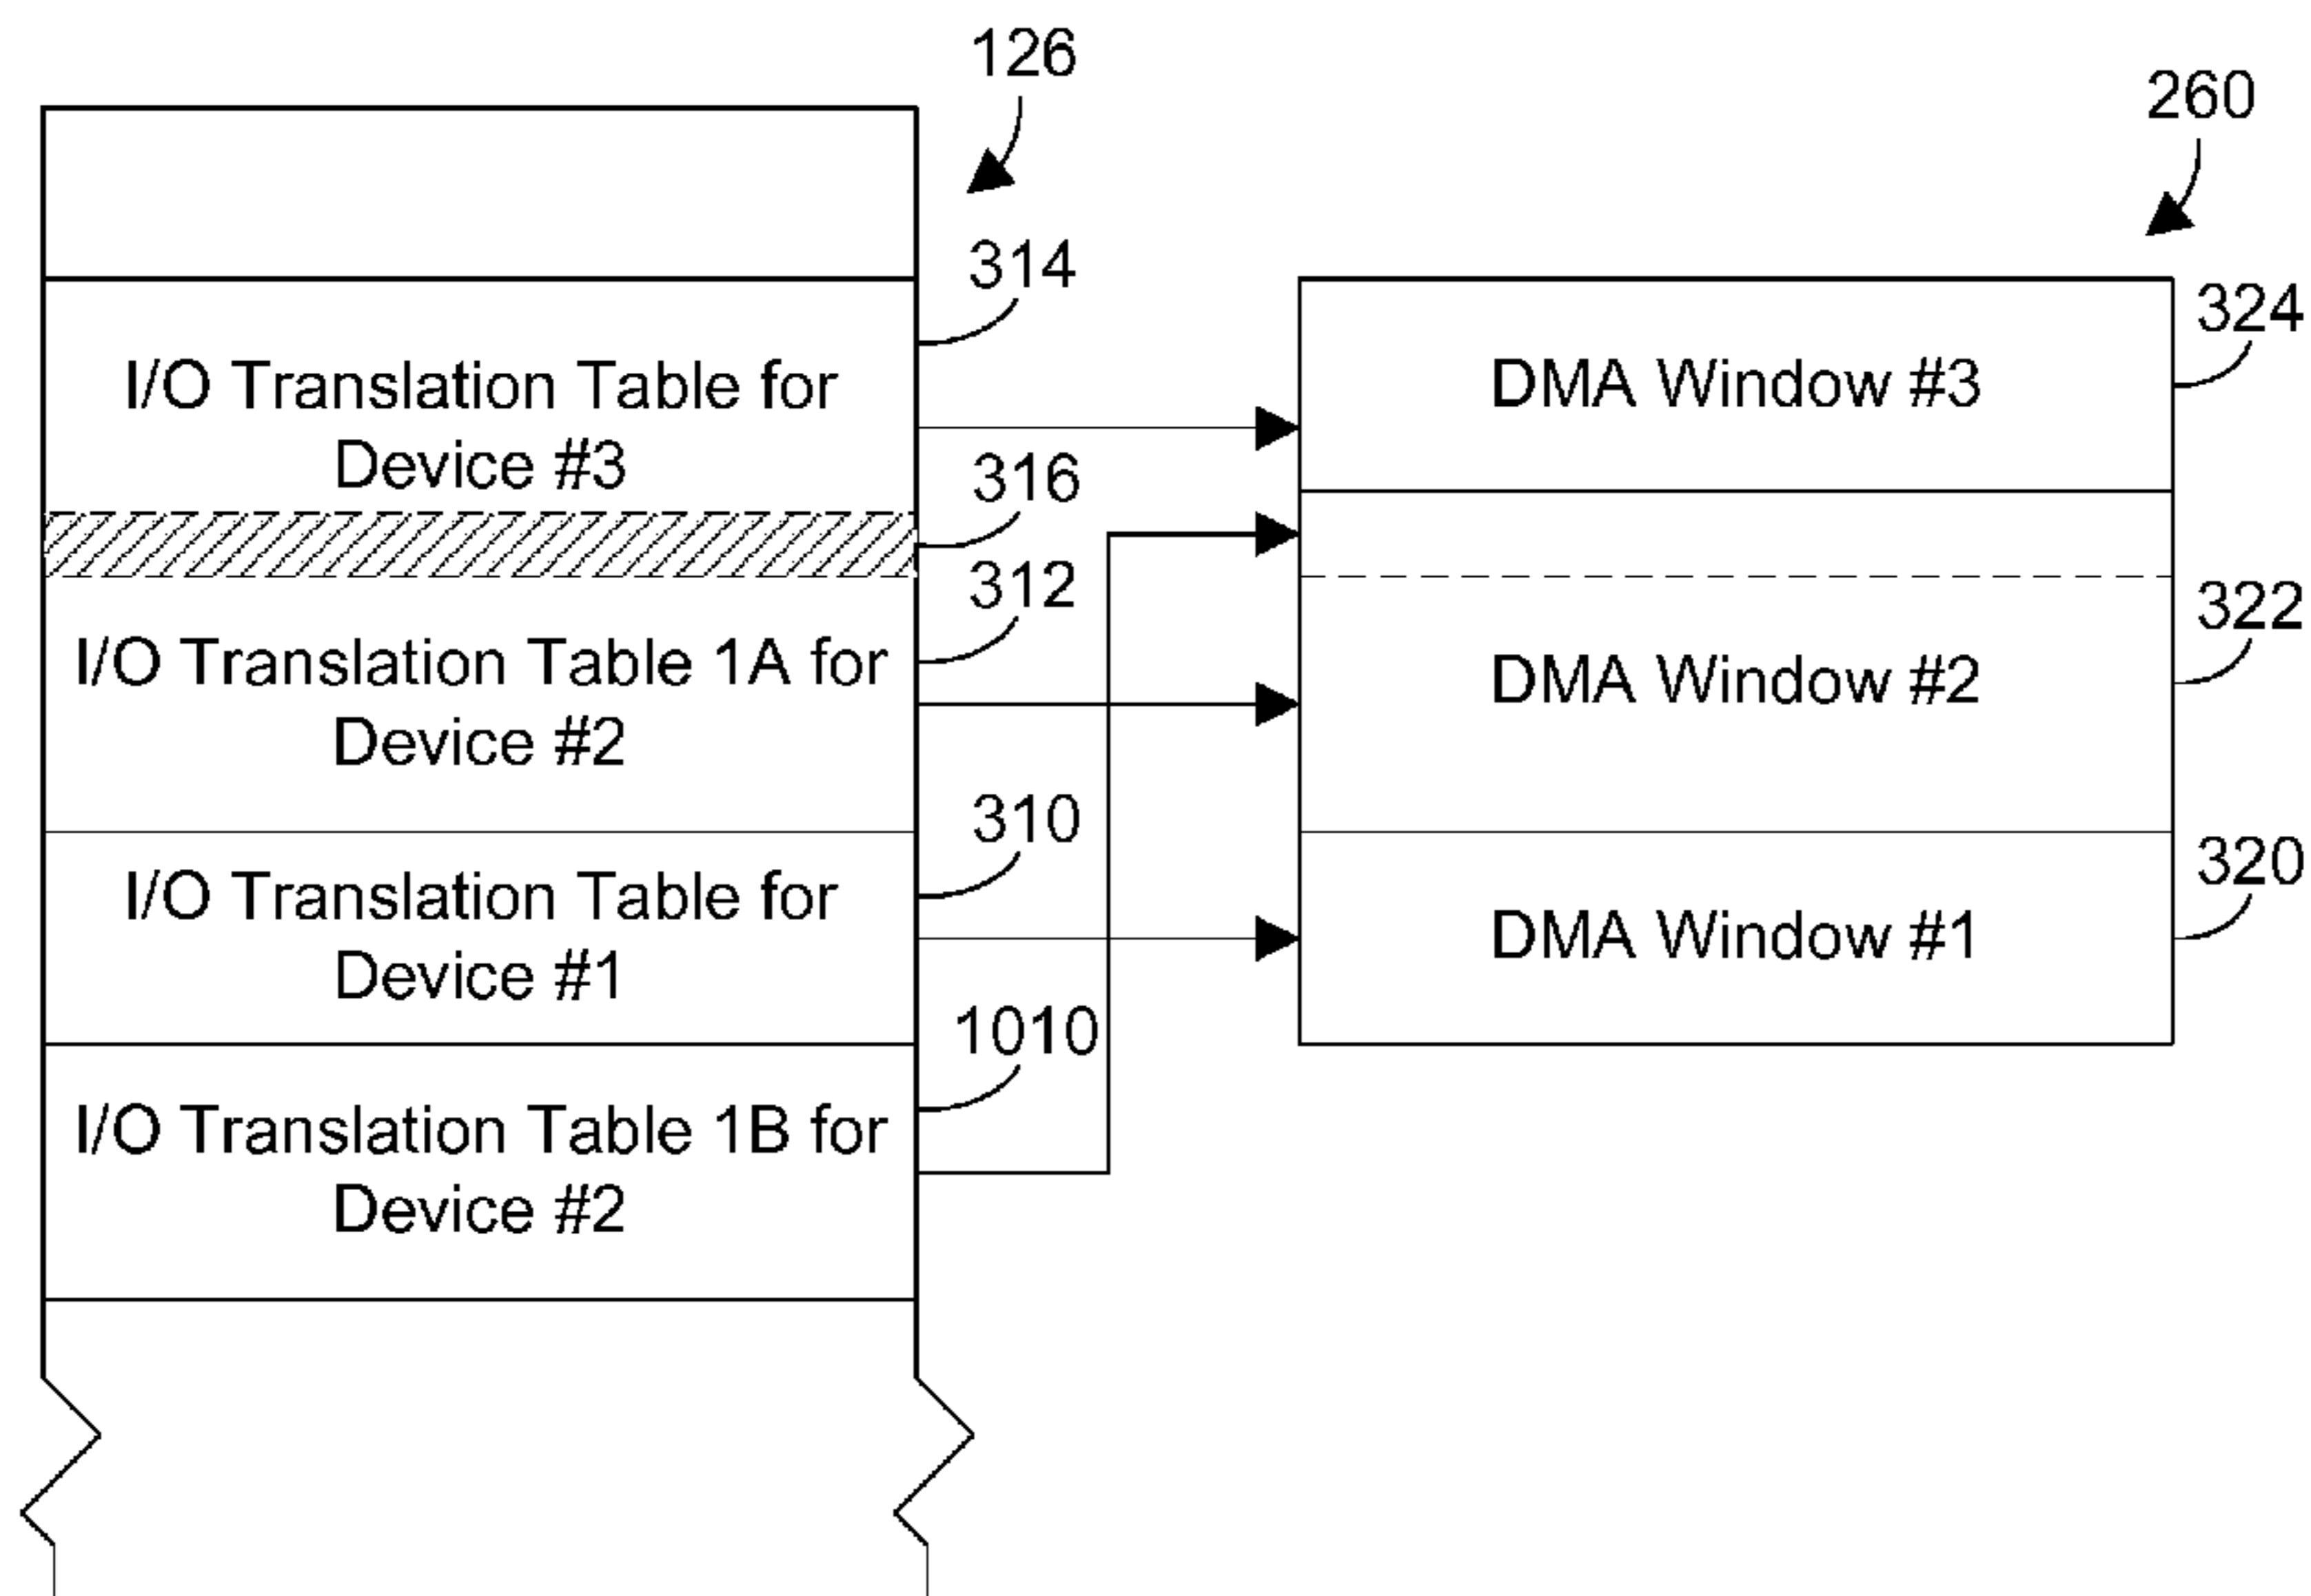 126
260
314
324
I/O Translation Table for
Device #3
DMA Window #3
316
312
322
I/O Translation Table 1A for
Device #2
DMA Window #2
310
320
I/O Translation Table for
Device #1
DMA Window #1
1010
I/O Translation Table 1B for
Device #2